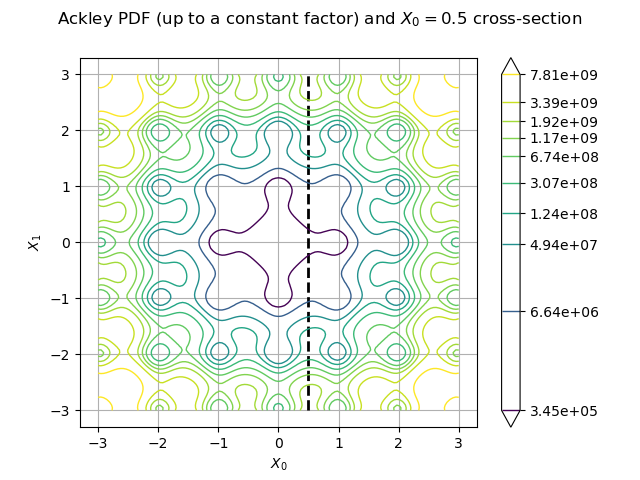 Ackley PDF (up to a constant factor) and X₀ = 0.5 cross-section
3
2
1
0
−1
−2
−3
X₁
−3 −2 −1 0 1 2 3
X₀
7.81e+09
3.39e+09
1.92e+09
1.17e+09
6.74e+08
3.07e+08
1.24e+08
4.94e+07
6.64e+06
3.45e+05